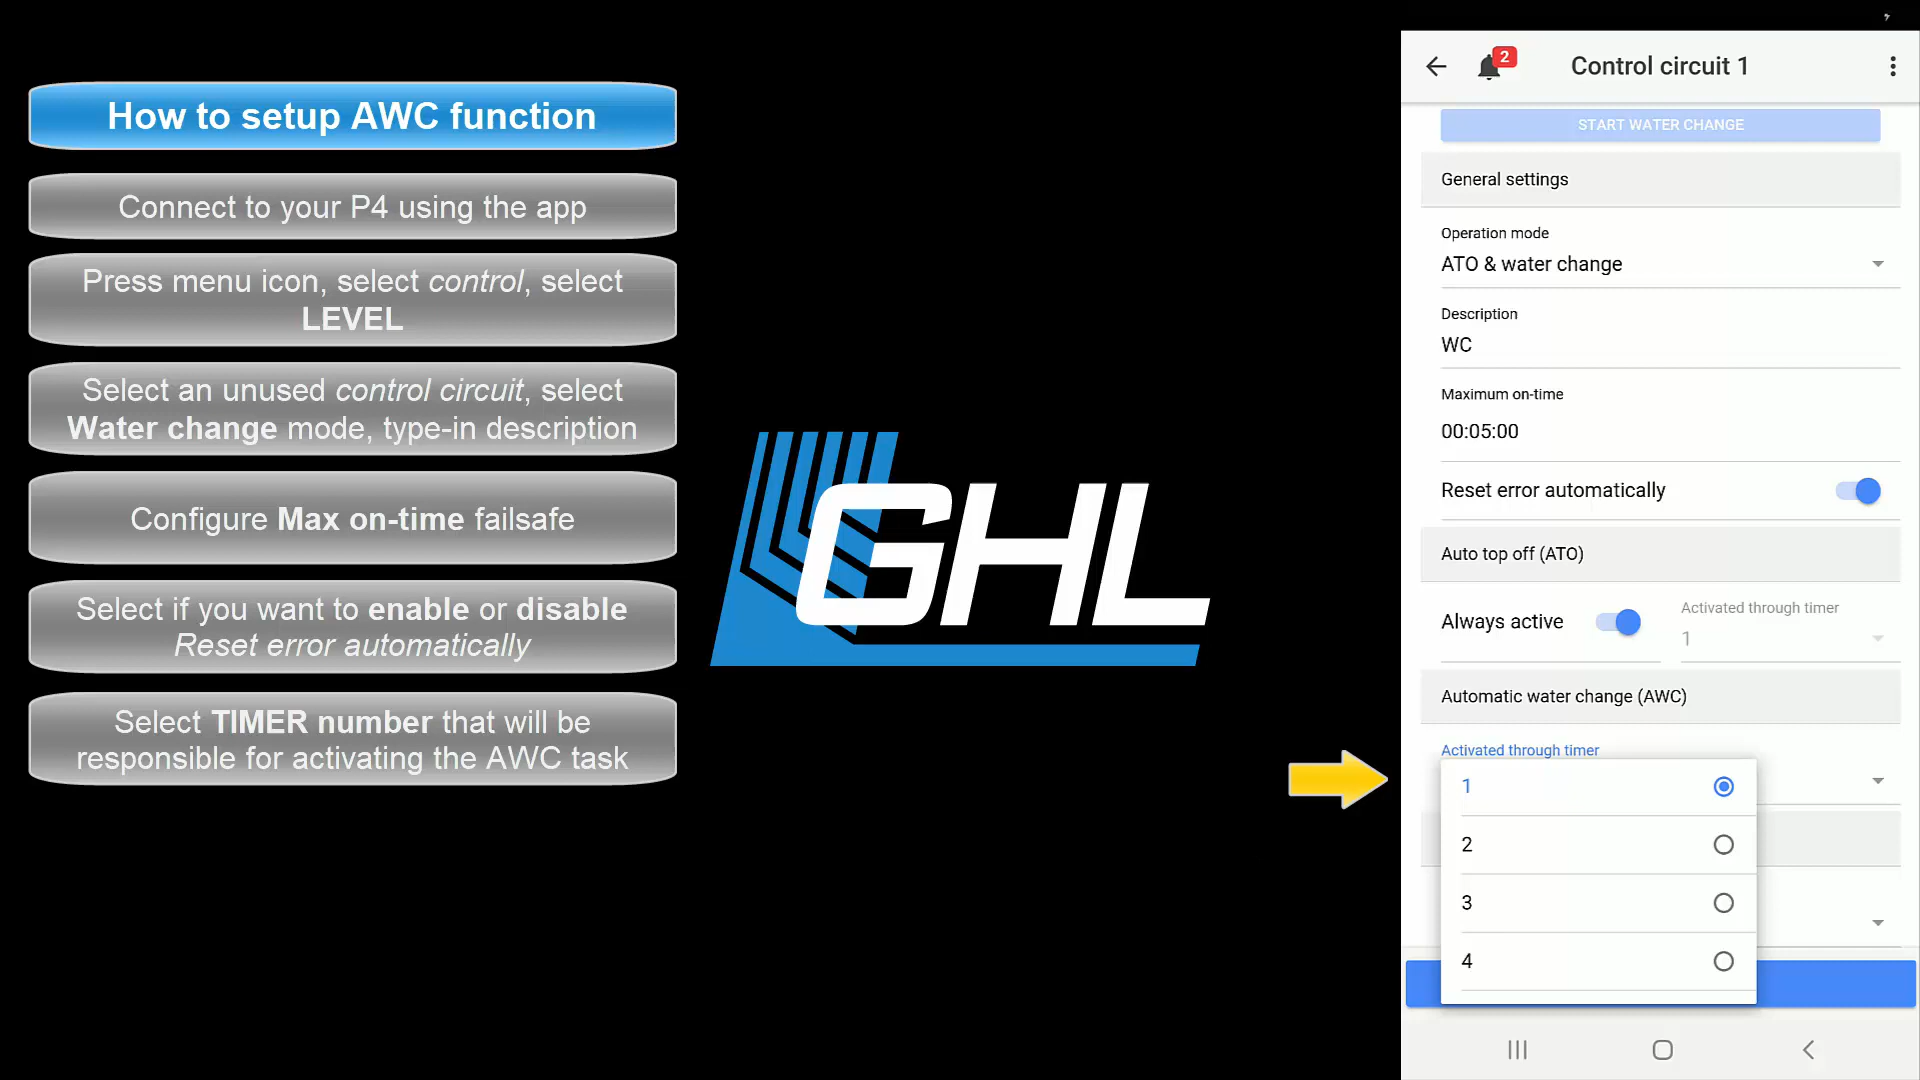 How to setup AWC function
Connect to your P4 using the app
Press menu icon, select control, select
LEVEL
Select an unused control circuit, select
Water change mode, type-in description
Configure Max on-time failsafe
Select if you want to enable or disable
Reset error automatically
Select TIMER number that will be
responsible for activating the AWC task
GHL
2
Control circuit 1
START WATER CHANGE
General settings
Operation mode
ATO & water change
Description
WC
Maximum on-time
00:05:00
Reset error automatically
Auto top off (ATO)
Always active
Activated through timer
1
Automatic water change (AWC)
Activated through timer
1
2
3
4